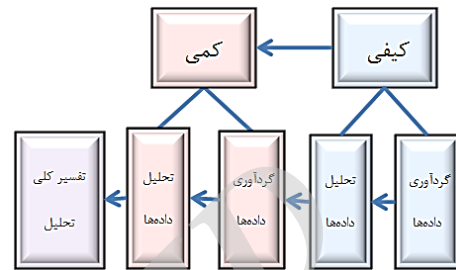 کیفی
کمی
گردآوری
داده‌ها
تحلیل
داده‌ها
گردآوری
داده‌ها
تحلیل
داده‌ها
تفسیر کلی
تحلیل